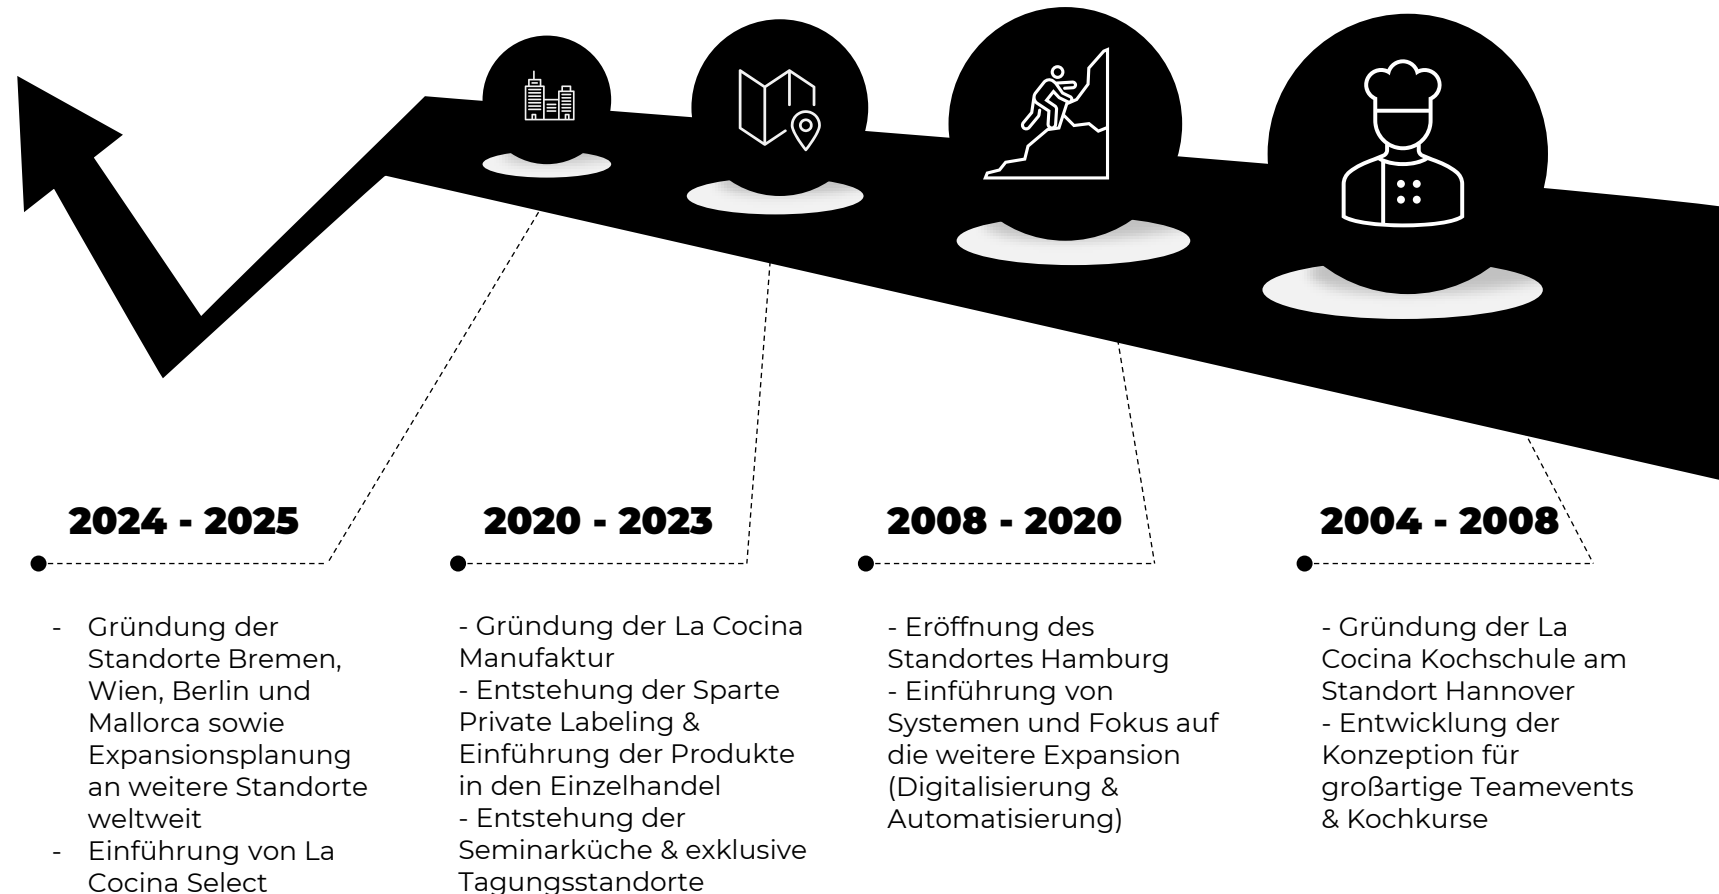 2024 - 2025
- Gründung der
Standorte Bremen,
Wien, Berlin und
Mallorca sowie
Expansionsplanung
an weitere Standorte
weltweit
- Einführung von La
Cocina Select
2020 - 2023
- Gründung der La Cocina
Manufaktur
- Entstehung der Sparte
Private Labeling &
Einführung der Produkte
in den Einzelhandel
- Entstehung der
Seminarküche & exklusive
Tagungsstandorte
2008 - 2020
- Eröffnung des
Standortes Hamburg
- Einführung von
Systemen und Fokus auf
die weitere Expansion
(Digitalisierung &
Automatisierung)
2004 - 2008
- Gründung der La
Cocina Kochschule am
Standort Hannover
- Entwicklung der
Konzeption für
großartige Teamevents
& Kochkurse